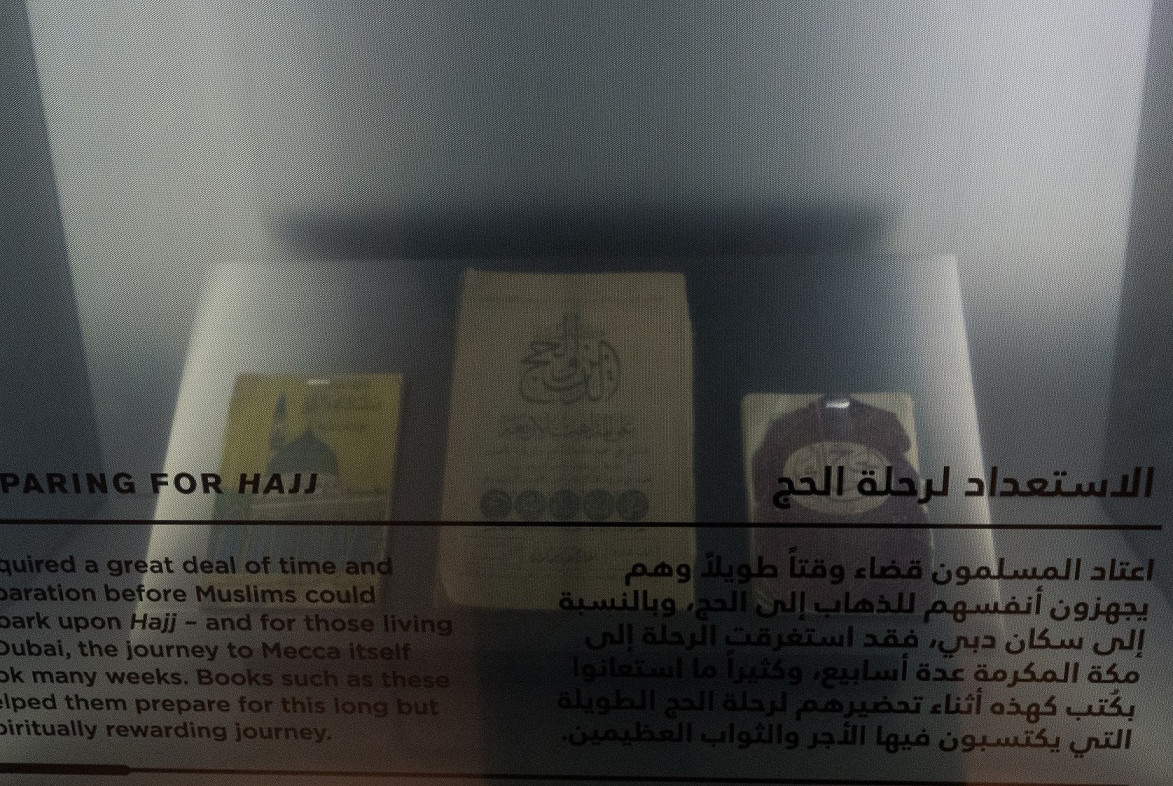 PARING FOR HAJJ
quired a great deal of time and
paration before Muslims could
bark upon Hajj – and for those living
Dubai, the journey to Mecca itself
ok many weeks. Books such as these
elped them prepare for this long but
piritually rewarding journey.
الاستعداد لرحلة الحج
اعتاد المسلمون قضاء وقتاً طويلاً وهم
يجهزون أنفسهم للذهاب إلى الحج، وبالنسبة
إلى سكان دبي، فقد استغرقت الرحلة إلى
مكة المكرمة عدة أسابيع، وكثيراً ما استعانوا
بكُتب كهذه أثناء تحضيرهم لرحلة الحج الطويلة
التي يكتسبون فيها الأجر والثواب العظيمين.